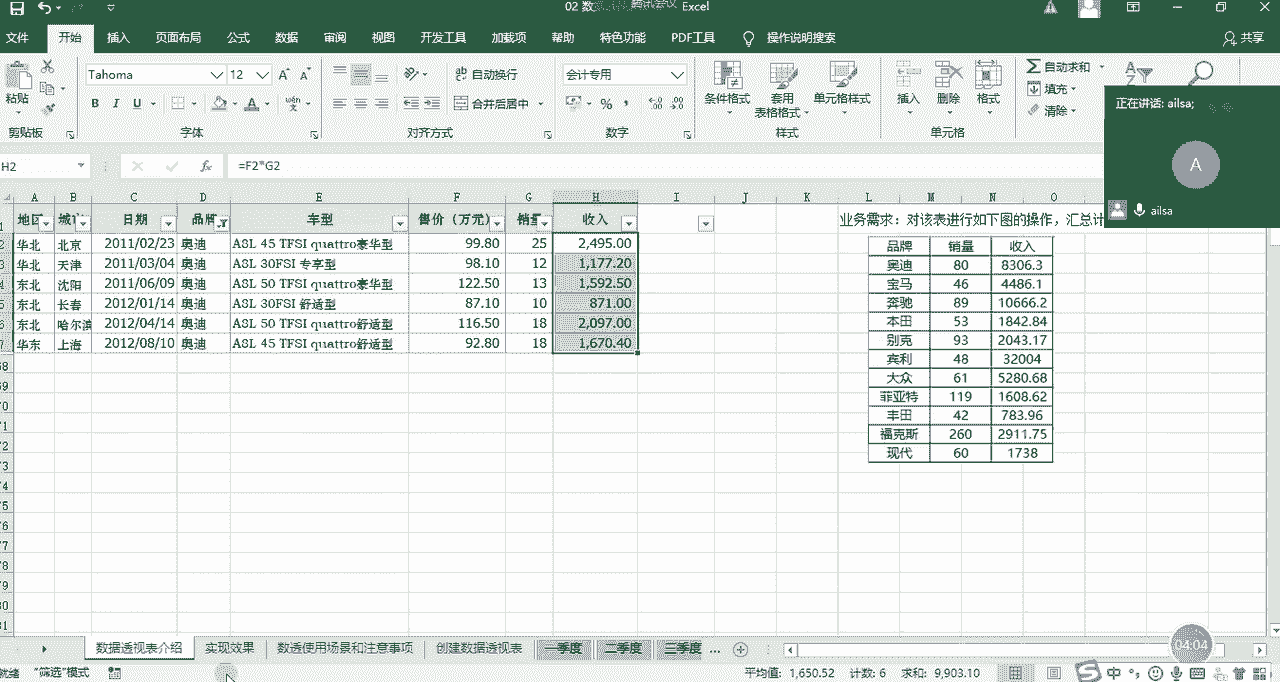 02 数 Excel
文件 开始 插入 页面布局 公式 数据 审阅 视图 开发工具 加载项 帮助 特色功能 PDF工具 操作说明搜索 共享
Tahoma 12 自动换行 会计专用 自动求和
粘贴 B I U 合并后居中 条件格式 套用 表格格式 单元格样式 插入 删除 格式 填充 清除
剪贴板 字体 对齐方式 数字 样式 单元格
正在讲话: ailsa;
A
ailsa
H2 =F2*G2
A B C D E F G H I J K L M N O
地区 城市 日期 品牌 车型 售价（万元） 销量 收入
华北 北京 2011/02/23 奥迪 ASL 45 TFSI quattro豪华型 99.80 25 2,495.00
华北 天津 2011/03/04 奥迪 ASL 30FSI 专享型 98.10 12 1,177.20
东北 沈阳 2011/06/09 奥迪 ASL 50 TFSI quattro豪华型 122.50 13 1,592.50
东北 长春 2012/01/14 奥迪 ASL 30FSI 舒适型 87.10 10 871.00
东北 哈尔滨 2012/04/14 奥迪 ASL 50 TFSI quattro舒适型 116.50 18 2,097.00
华东 上海 2012/08/10 奥迪 ASL 45 TFSI quattro舒适型 92.80 18 1,670.40
业务需求：对该表进行如下图的操作，汇总计
品牌 销量 收入
奥迪 80 8306.3
宝马 46 4486.1
奔驰 89 10666.2
本田 53 1842.84
别克 93 2043.17
宾利 48 32004
大众 61 5280.68
菲亚特 119 1608.62
丰田 42 783.96
福克斯 260 2911.75
现代 60 1738
数据透视表介绍 实现效果 数透使用场景和注意事项 创建数据透视表 一季度 二季度 三季度 ...
04:04
就绪 "筛选"模式 平均值: 1,650.52 计数: 6 求和: 9,903.10 中